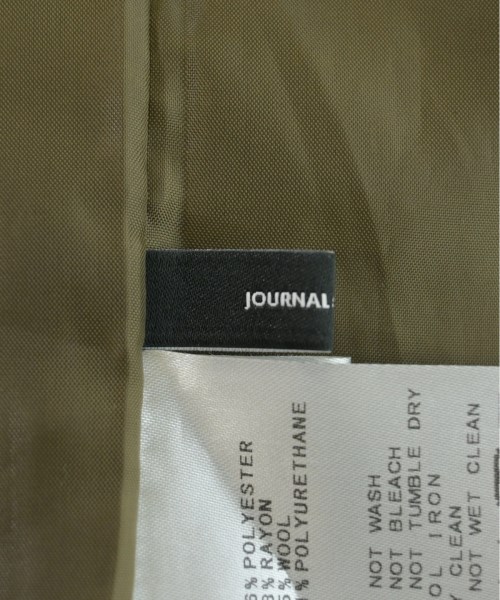 JOURNAL
% POLYESTER
% RAYON
% WOOL
% POLYURETHANE
NOT WASH
NOT BLEACH
NOT TUMBLE DRY
OL IRON
Y CLEAN
NOT WET CLEAN